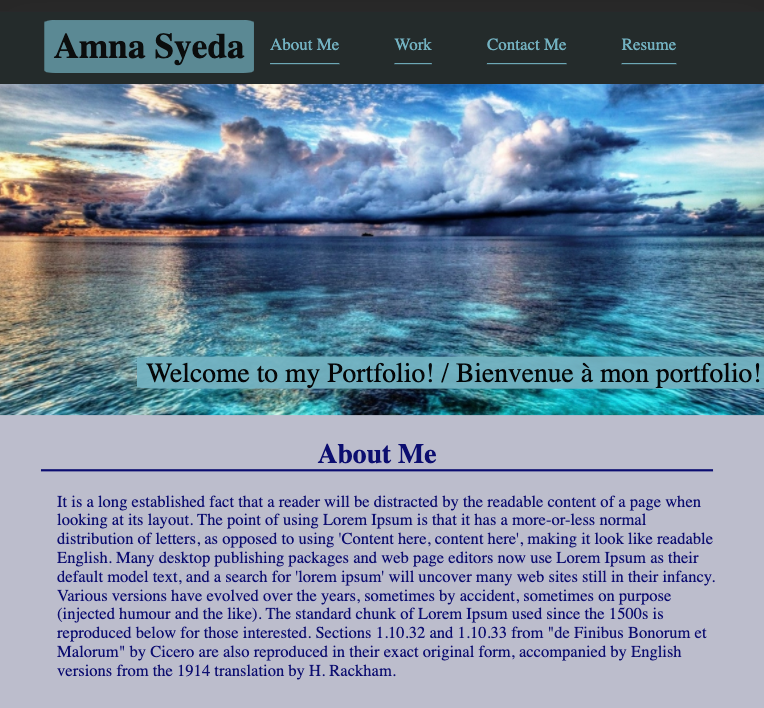 Amna Syeda
About Me
Work
Contact Me
Resume
Welcome to my Portfolio! / Bienvenue à mon portfolio!
About Me
It is a long established fact that a reader will be distracted by the readable content of a page when
looking at its layout. The point of using Lorem Ipsum is that it has a more-or-less normal
distribution of letters, as opposed to using 'Content here, content here', making it look like readable
English. Many desktop publishing packages and web page editors now use Lorem Ipsum as their
default model text, and a search for 'lorem ipsum' will uncover many web sites still in their infancy.
Various versions have evolved over the years, sometimes by accident, sometimes on purpose
(injected humour and the like). The standard chunk of Lorem Ipsum used since the 1500s is
reproduced below for those interested. Sections 1.10.32 and 1.10.33 from "de Finibus Bonorum et
Malorum" by Cicero are also reproduced in their exact original form, accompanied by English
versions from the 1914 translation by H. Rackham.